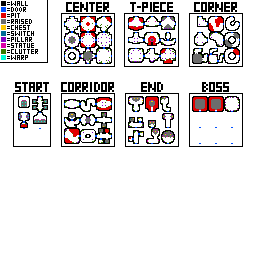 =WALL
=DOOR
=PIT
=RAISED
=CHEST
=SWITCH
=PILLAR
=STATUE
=CLUTTER
=WARP
CENTER
T-PIECE
CORNER
START
CORRIDOR
END
BOSS